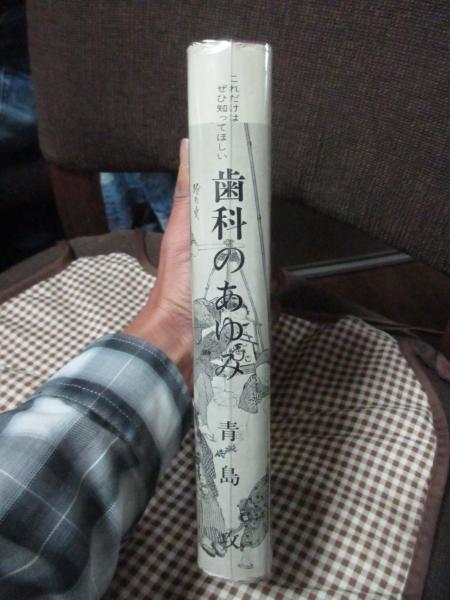 これだけは
ぜひ知ってほしい
歯科のあゆみ
青島攻